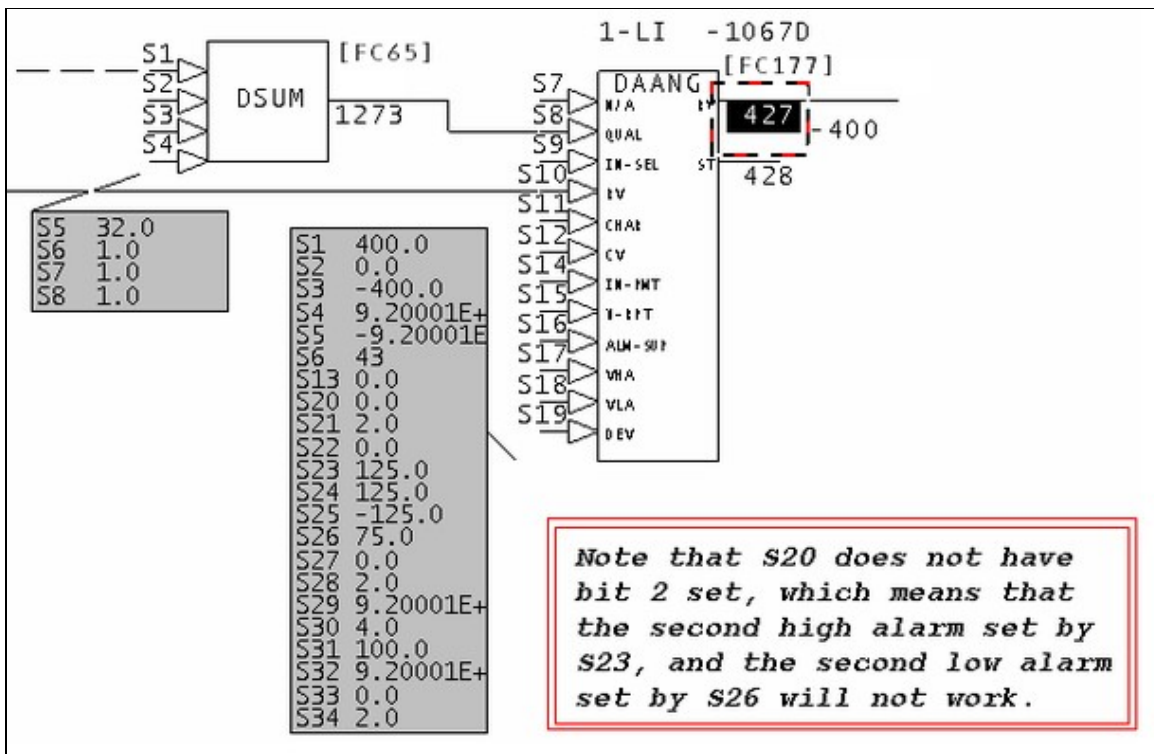 1-LI -1067D
S1
S2
S3
S4
[FC65]
DSUM
1273
[FC177]
DAANG
S7
S8
S9
S10
S11
S12
S14
S15
S16
S17
S18
S19
N/A
QUAL
IN-SEL
RV
CHAR
CV
ALM-SUP
VHA
VLA
DEV
ST
427
-400
428
S5 32.0
S6 1.0
S7 1.0
S8 1.0
S1 400.0
S2 0.0
S3 -400.0
S4 9.20001E+
S5 -9.20001E
S6 43
S13 0.0
S20 0.0
S21 2.0
S22 0.0
S23 125.0
S24 125.0
S25 -125.0
S26 75.0
S27 0.0
S28 2.0
S29 9.20001E+
S30 4.0
S31 100.0
S32 9.20001E+
S33 0.0
S34 2.0
Note that S20 does not have
bit 2 set, which means that
the second high alarm set by
S23, and the second low alarm
set by S26 will not work.